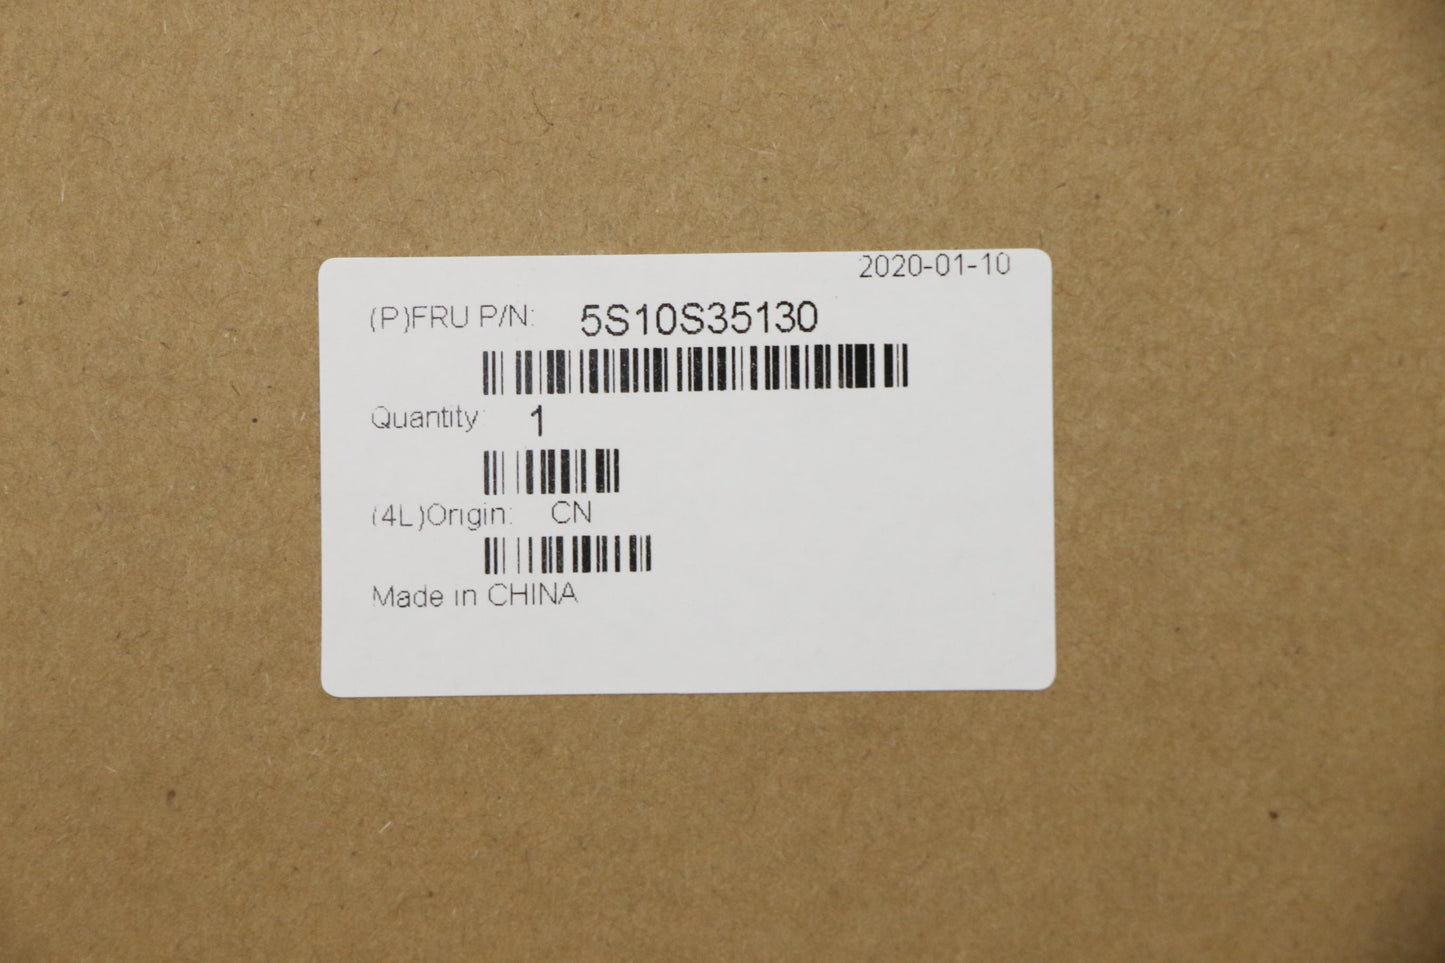 2020-01-10
(P)FRU P/N: 5S10S35130
Quantity: 1
(4L)Origin: CN
Made in CHINA